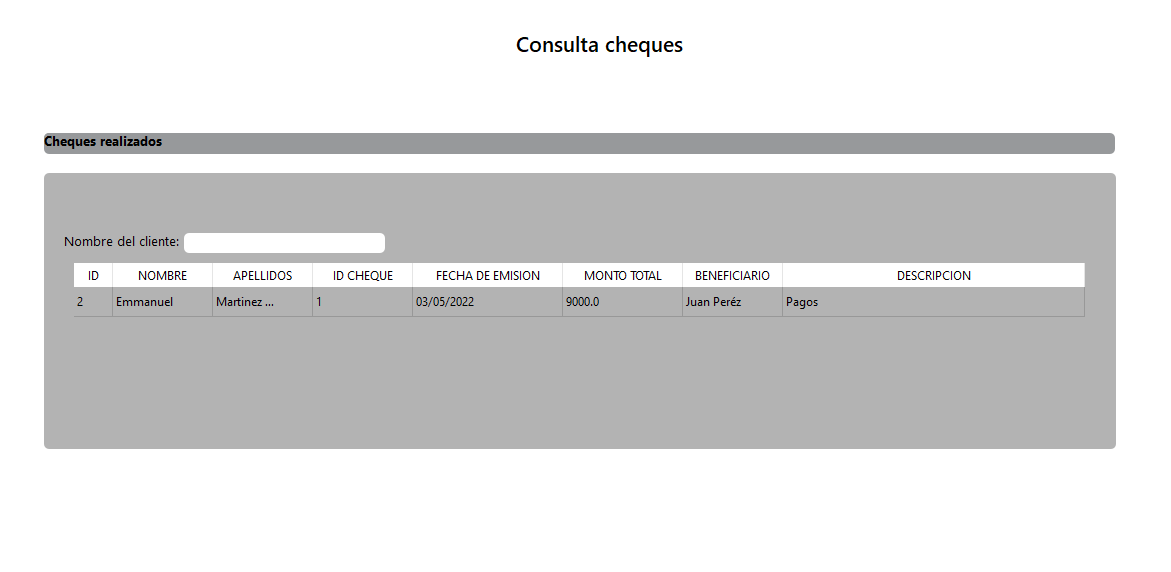 Consulta cheques
Cheques realizados
Nombre del cliente:
ID NOMBRE APELLIDOS ID CHEQUE FECHA DE EMISION MONTO TOTAL BENEFICIARIO DESCRIPCION
2 Emmanuel Martinez ... 1 03/05/2022 9000.0 Juan Peréz Pagos